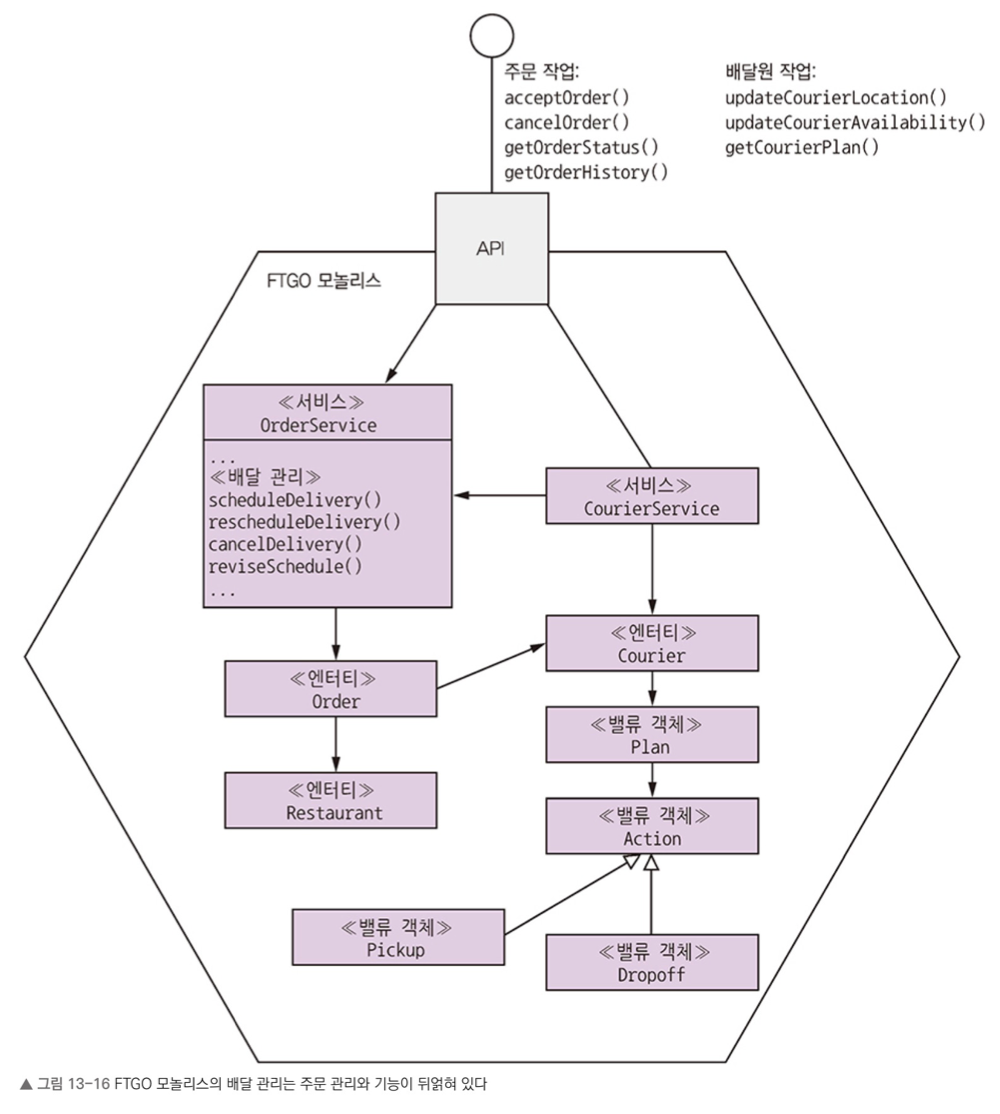 주문 작업:
acceptOrder()
cancelOrder()
getOrderStatus()
getOrderHistory()
배달원 작업:
updateCourierLocation()
updateCourierAvailability()
getCourierPlan()
API
FTGO 모놀리스
≪서비스≫
OrderService
...
≪배달 관리≫
scheduleDelivery()
rescheduleDelivery()
cancelDelivery()
reviseSchedule()
...
≪서비스≫
CourierService
≪엔터티≫
Courier
≪엔터티≫
Order
≪밸류 객체≫
Plan
≪엔터티≫
Restaurant
≪밸류 객체≫
Action
≪밸류 객체≫
Pickup
≪밸류 객체≫
Dropoff
▲ 그림 13-16 FTGO 모놀리스의 배달 관리는 주문 관리와 기능이 뒤얽혀 있다